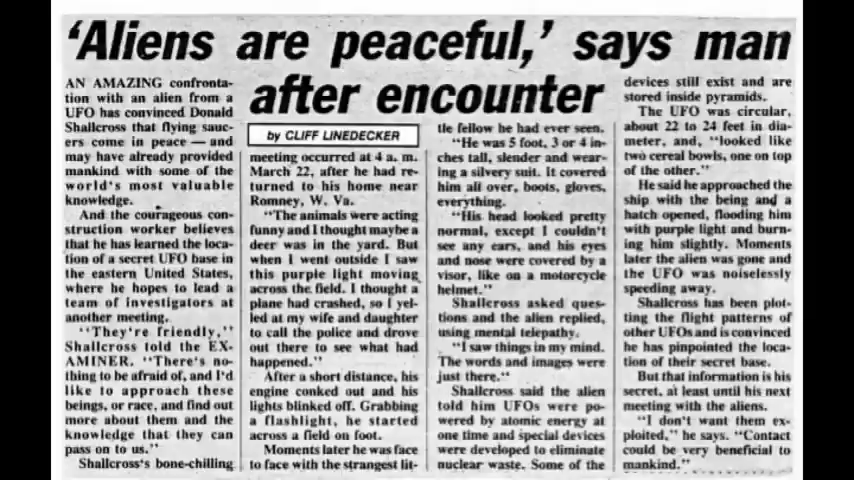 ‘Aliens are peaceful,’ says man
after encounter
by CLIFF LINEDECKER
AN AMAZING confronta-
tion with an alien from a
UFO has convinced Donald
Shallcross that flying sauc-
ers come in peace — and
may have already provided
mankind with some of the
world's most valuable
knowledge.
And the courageous con-
struction worker believes
that he has learned the loca-
tion of a secret UFO base in
the eastern United States,
where he hopes to lead a
team of investigators at
another meeting.
"They're friendly,"
Shallcross told the EX-
AMINER. "There's no-
thing to be afraid of, and I'd
like to approach these
beings, or race, and find out
more about them and the
knowledge that they can
pass on to us."
Shallcross's bone-chilling
meeting occurred at 4 a.m.
March 22, after he had re-
turned to his home near
Romney, W. Va.
"The animals were acting
funny and I thought maybe a
deer was in the yard. But
when I went outside I saw
this purple light moving
across the field. I thought a
plane had crashed, so I yel-
led at my wife and daughter
to call the police and drove
out there to see what had
happened."
After a short distance, his
engine conked out and his
lights blinked off. Grabbing
a flashlight, he started
across a field on foot.
Moments later he was face
to face with the strangest lit-
tle fellow he had ever seen.
"He was 5 foot, 3 or 4 in-
ches tall, slender and wear-
ing a silvery suit. It covered
him all over, boots, gloves,
everything.
"His head looked pretty
normal, except I couldn't
see any ears, and his eyes
and nose were covered by a
visor, like on a motorcycle
helmet."
Shallcross asked ques-
tions and the alien replied,
using mental telepathy.
"I saw things in my mind.
The words and images were
just there."
Shallcross said the alien
told him UFOs were po-
wered by atomic energy at
one time and special devices
were developed to eliminate
nuclear waste. Some of the
devices still exist and are
stored inside pyramids.
The UFO was circular,
about 22 to 24 feet in dia-
meter, and, "looked like
two cereal bowls, one on top
of the other."
He said he approached the
ship with the being and a
hatch opened, flooding him
with purple light and burn-
ing him slightly. Moments
later the alien was gone and
the UFO was noiselessly
speeding away.
Shallcross has been plot-
ting the flight patterns of
other UFOs and is convinced
he has pinpointed the loca-
tion of their secret base.
But that information is his
secret, at least until his next
meeting with the aliens.
"I don't want them ex-
ploited," he says. "Contact
could be very beneficial to
mankind."